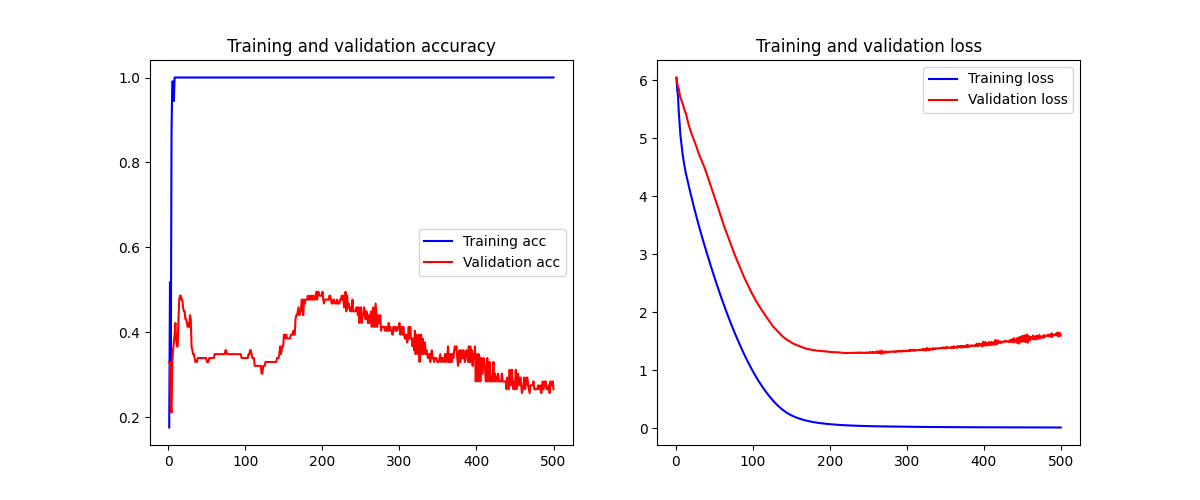 Training and validation accuracy
1.0
0.8
0.6
0.4
0.2
0 100 200 300 400 500
Training acc
Validation acc
Training and validation loss
6
5
4
3
2
1
0
0 100 200 300 400 500
Training loss
Validation loss